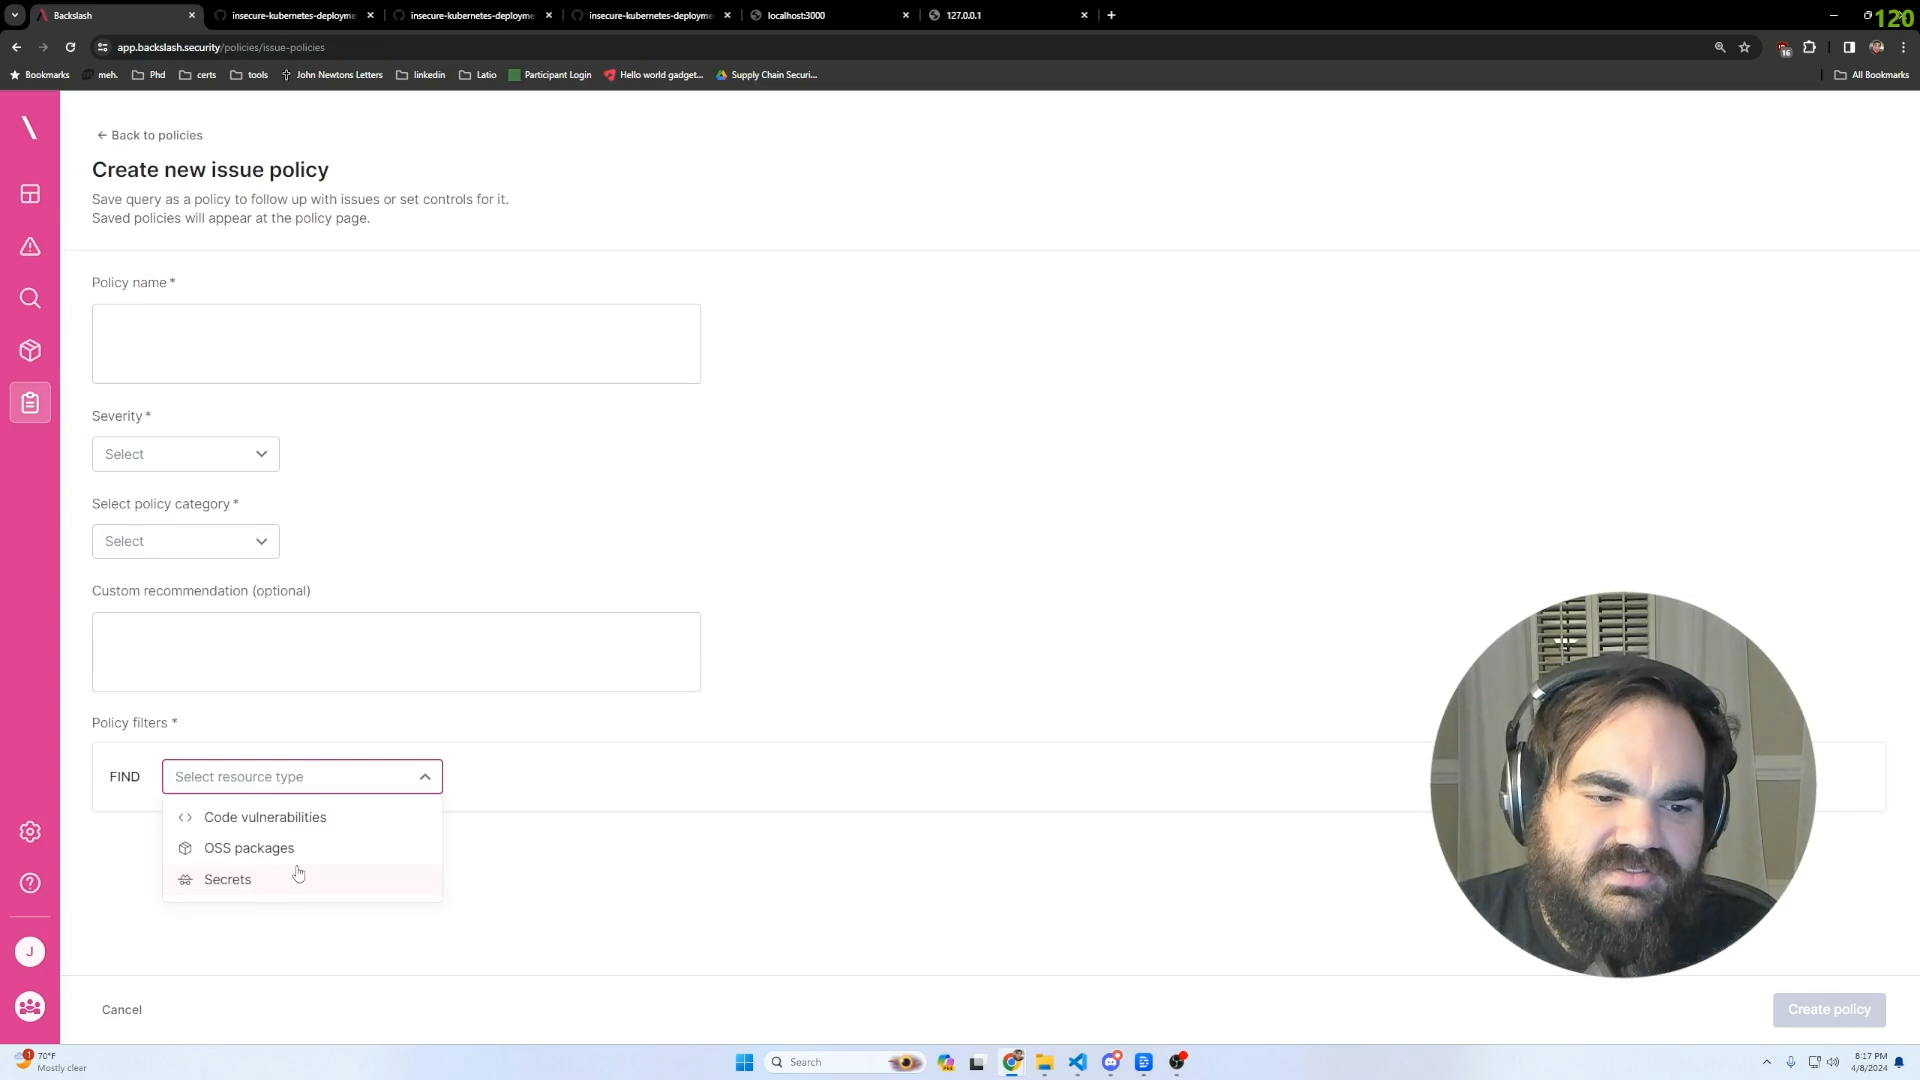 Backslash
insecure-kubernetes-deployme
insecure-kubernetes-deployme
insecure-kubernetes-deployme
localhost:3000
127.0.0.1
120
app.backslash.security/policies/issue-policies
16
Bookmarks
meh.
Phd
certs
tools
John Newtons Letters
linkedin
Latio
Participant Login
Hello world gadget...
Supply Chain Securi...
All Bookmarks
← Back to policies
Create new issue policy
Save query as a policy to follow up with issues or set controls for it.
Saved policies will appear at the policy page.
Policy name *
Severity *
Select
Select policy category *
Select
Custom recommendation (optional)
Policy filters *
FIND
Select resource type
Code vulnerabilities
OSS packages
Secrets
J
Cancel
Create policy
1
70°F
Mostly clear
Search
8:17 PM
4/8/2024